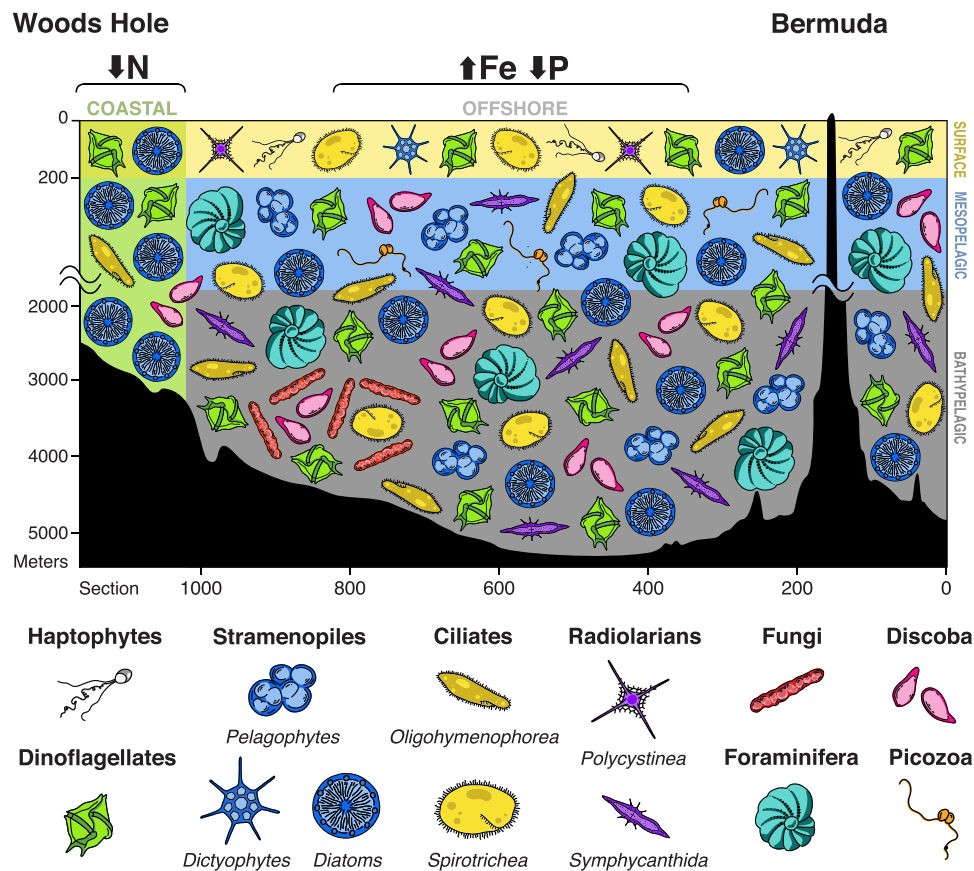 Woods Hole
Bermuda
⬇N
⬆Fe ⬇P
COASTAL
OFFSHORE
0
200
2000
3000
4000
5000
Meters
SURFACE
MESOPELAGIC
BATHYPELAGIC
Section
1000
800
600
400
200
0
Haptophytes
Stramenopiles
Ciliates
Radiolarians
Fungi
Discoba
Pelagophytes
Oligohymenophorea
Polycystinea
Dinoflagellates
Foraminifera
Picozoa
Dictyophytes
Diatoms
Spirotrichea
Symphycanthida